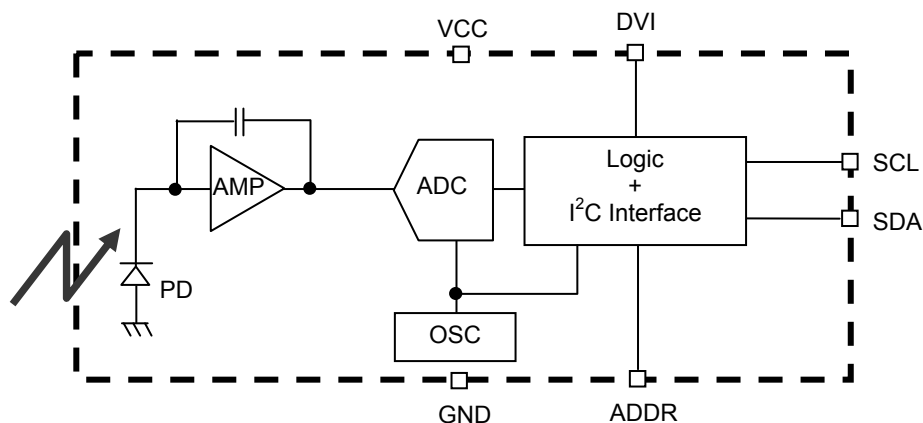 VCC
DVI
AMP
ADC
Logic
+
I²C Interface
SCL
SDA
PD
OSC
GND
ADDR